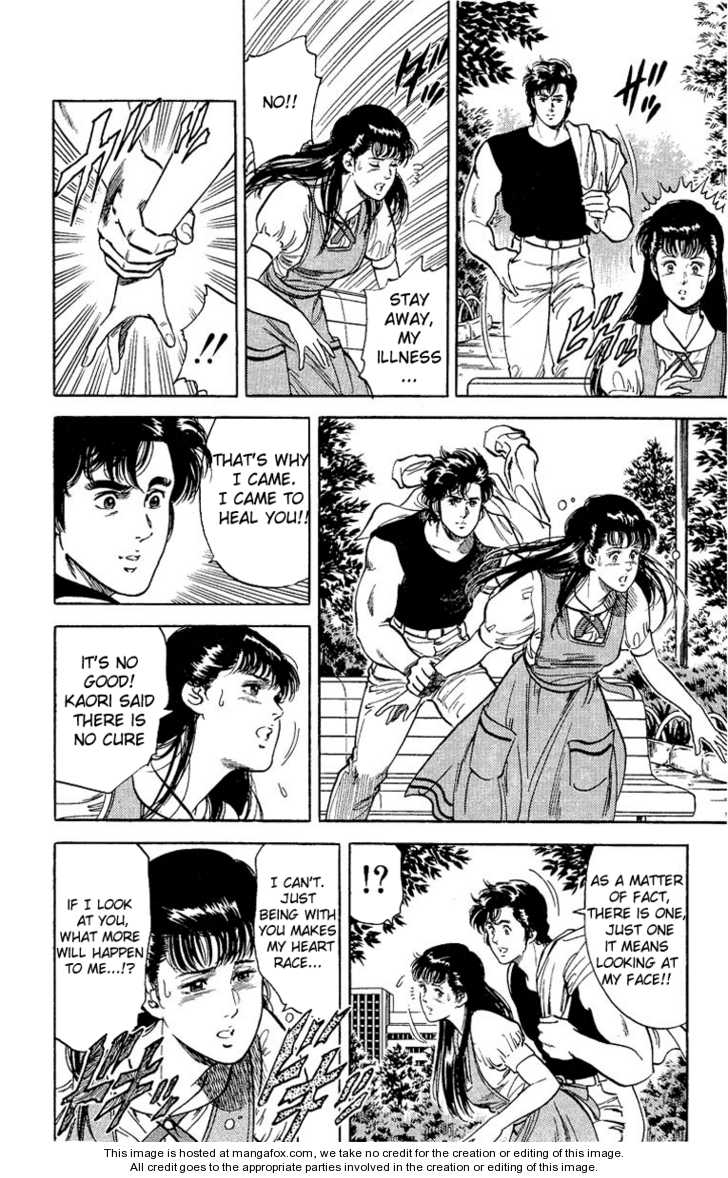 NO!!
STAY
AWAY,
MY
ILLNESS
...
!!
THAT'S WHY
I CAME.
I CAME TO
HEAL YOU!!
IT'S NO
GOOD!
KAORI SAID
THERE IS
NO CURE
AS A MATTER
OF FACT,
THERE IS ONE,
JUST ONE
IT MEANS
LOOKING AT
MY FACE!!
!?
I CAN'T.
JUST
BEING WITH
YOU MAKES
MY HEART
RACE...
IF I LOOK
AT YOU,
WHAT MORE
WILL HAPPEN
TO ME...!?
This image is hosted at mangafox.com, we take no credit for the creation or editing of this image.
All credit goes to the appropriate parties involved in the creation or editing of this image.